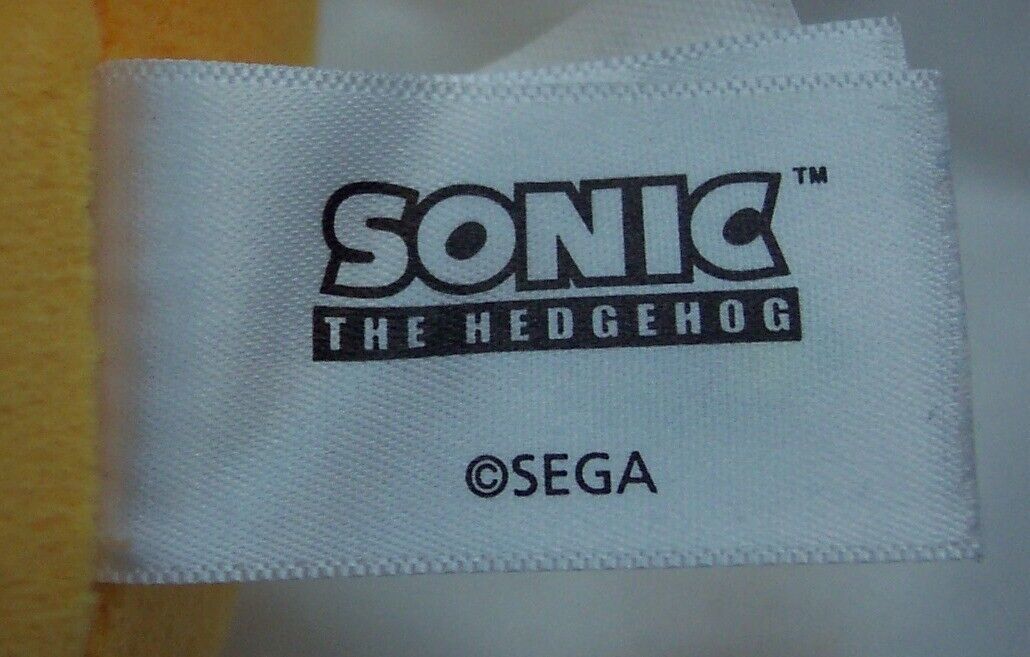 SONIC™
THE HEDGEHOG
©SEGA